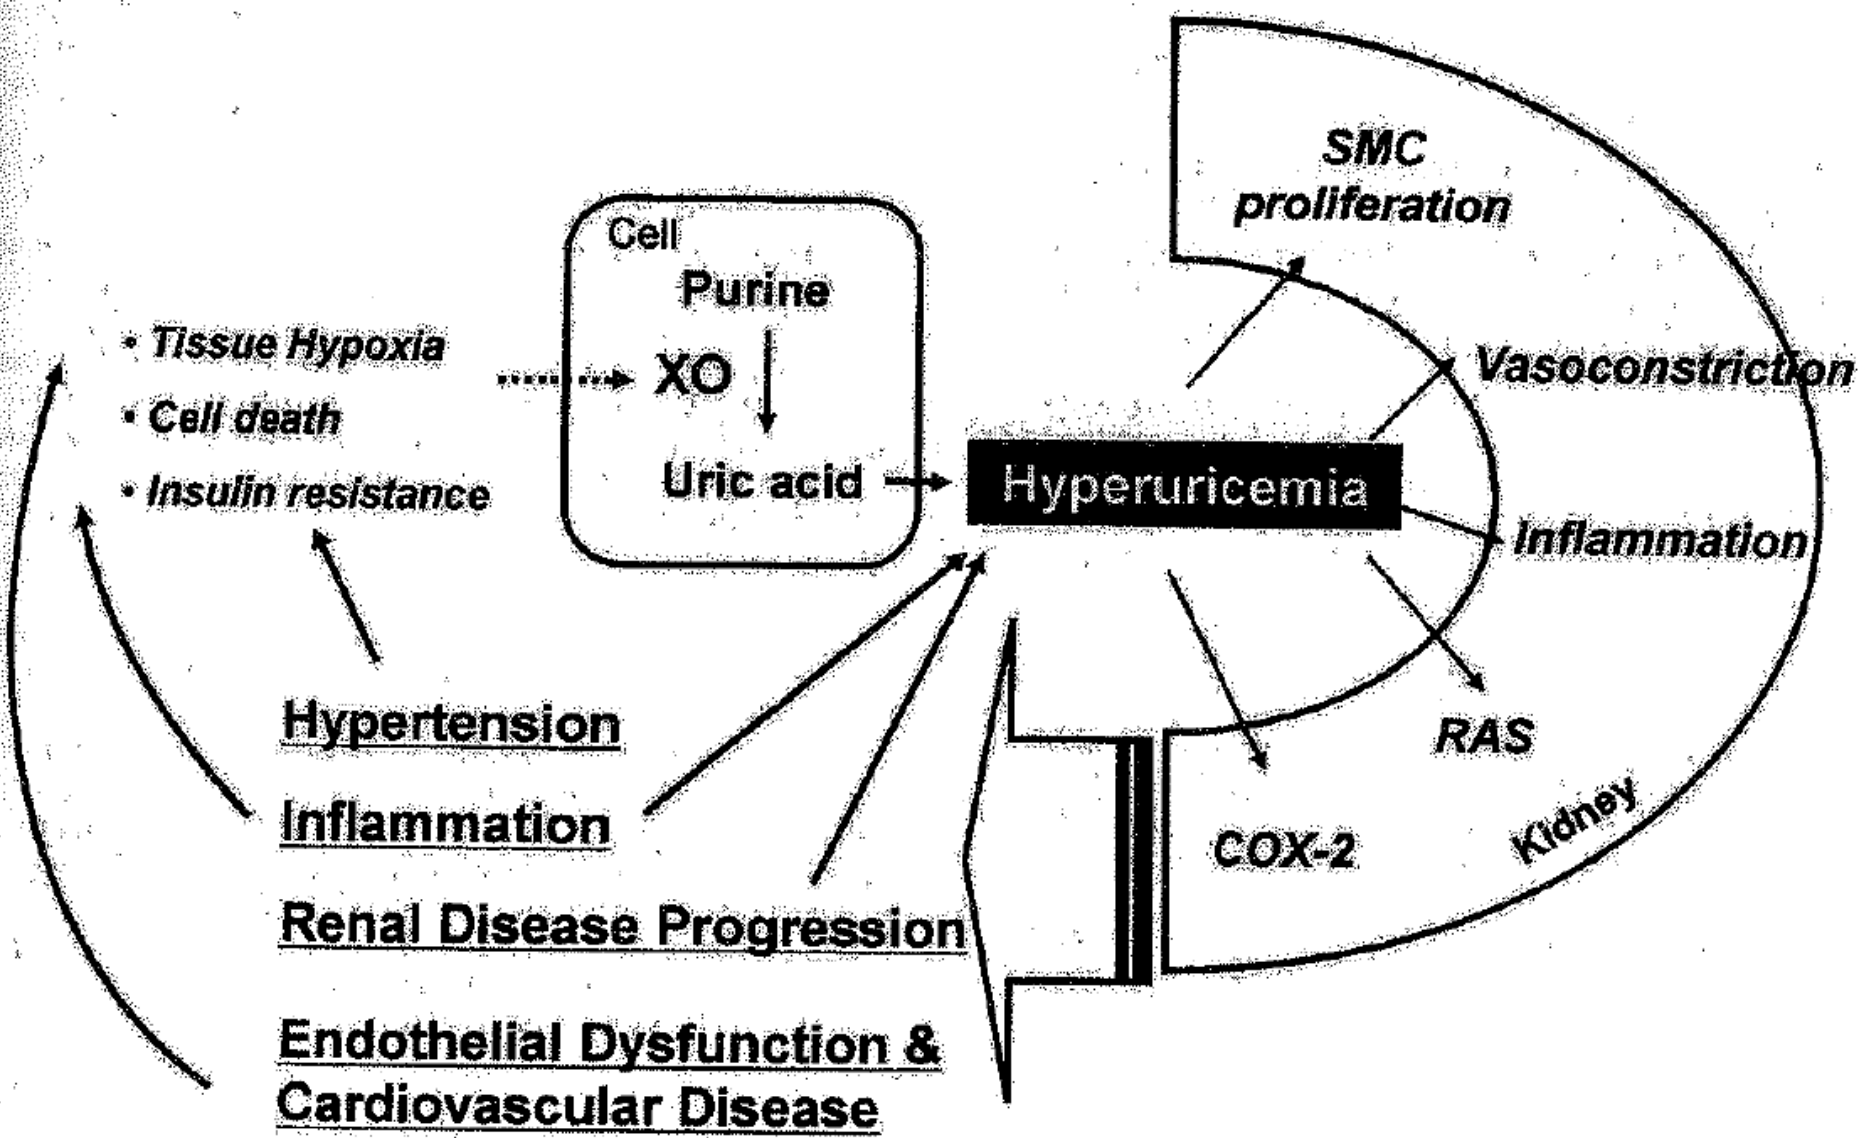 SMC
proliferation
Cell
Purine
• Tissue Hypoxia
XO
Vasoconstriction
• Cell death
Uric acid
Hyperuricemia
• Insulin resistance
Inflammation
Hypertension
RAS
Inflammation
COX-2
Kidney
Renal Disease Progression
Endothelial Dysfunction &
Cardiovascular Disease